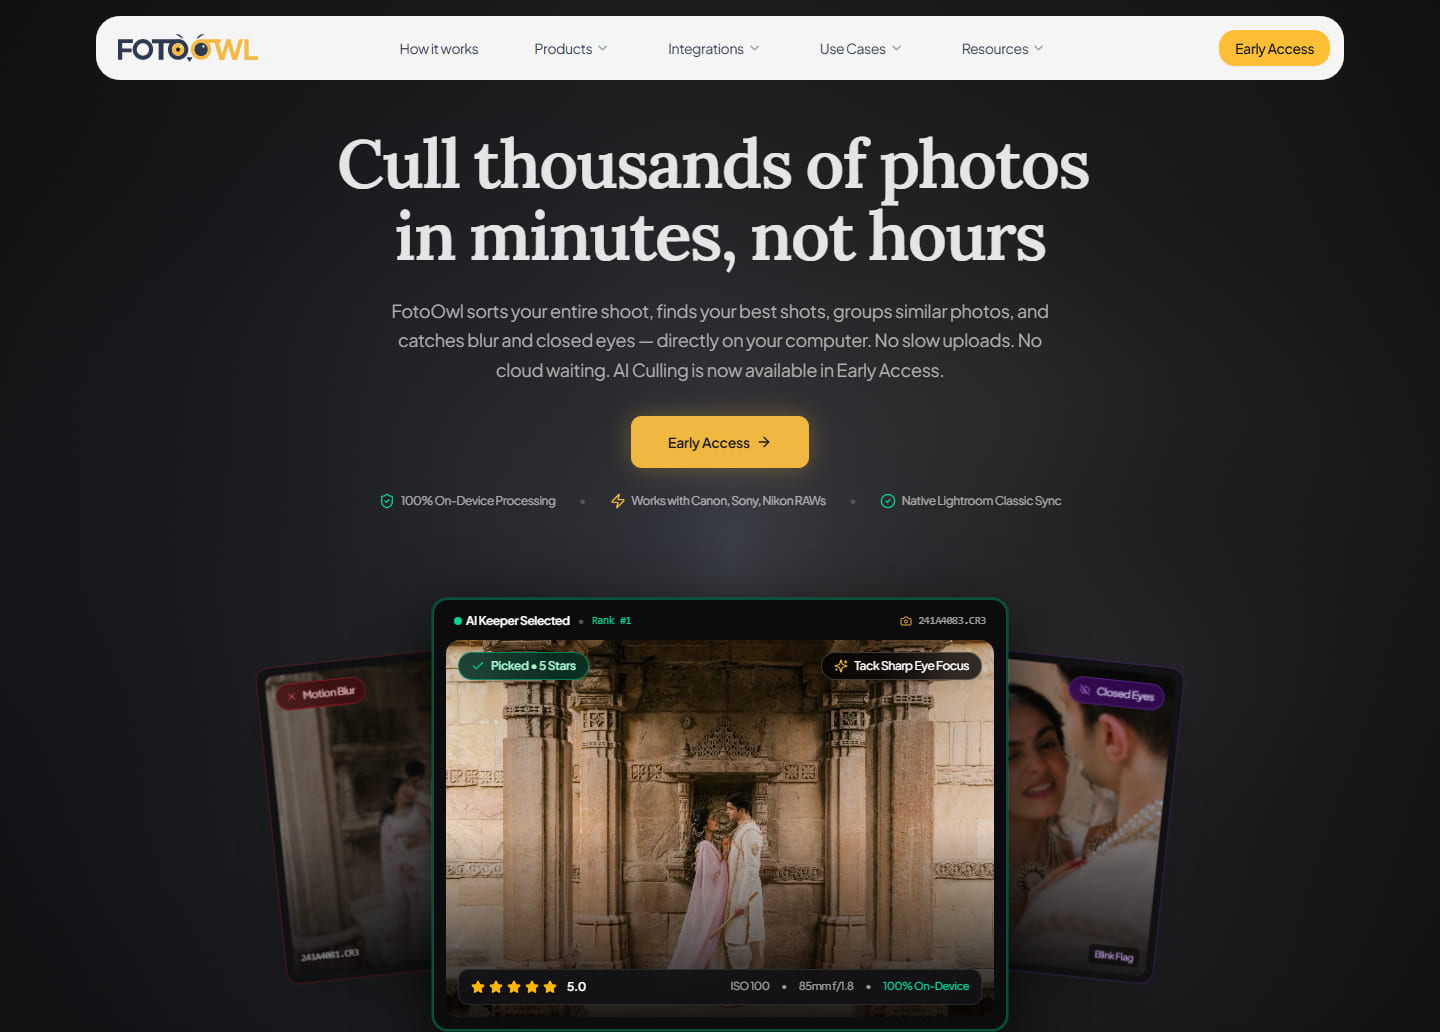 FOTOOWL
How it works
Products
Integrations
Use Cases
Resources
Early Access
Cull thousands of photos
in minutes, not hours
FotoOwl sorts your entire shoot, finds your best shots, groups similar photos, and
catches blur and closed eyes — directly on your computer. No slow uploads. No
cloud waiting. AI Culling is now available in Early Access.
Early Access →
100% On-Device Processing • Works with Canon, Sony, Nikon RAWs • Native Lightroom Classic Sync
AI Keeper Selected • Rank #1
241A4083.CR3
Picked • 5 Stars
Tack Sharp Eye Focus
Motion Blur
Closed Eyes
241A4081.CR3
Blink Flag
5.0
ISO 100 • 85mm f/1.8 • 100% On-Device